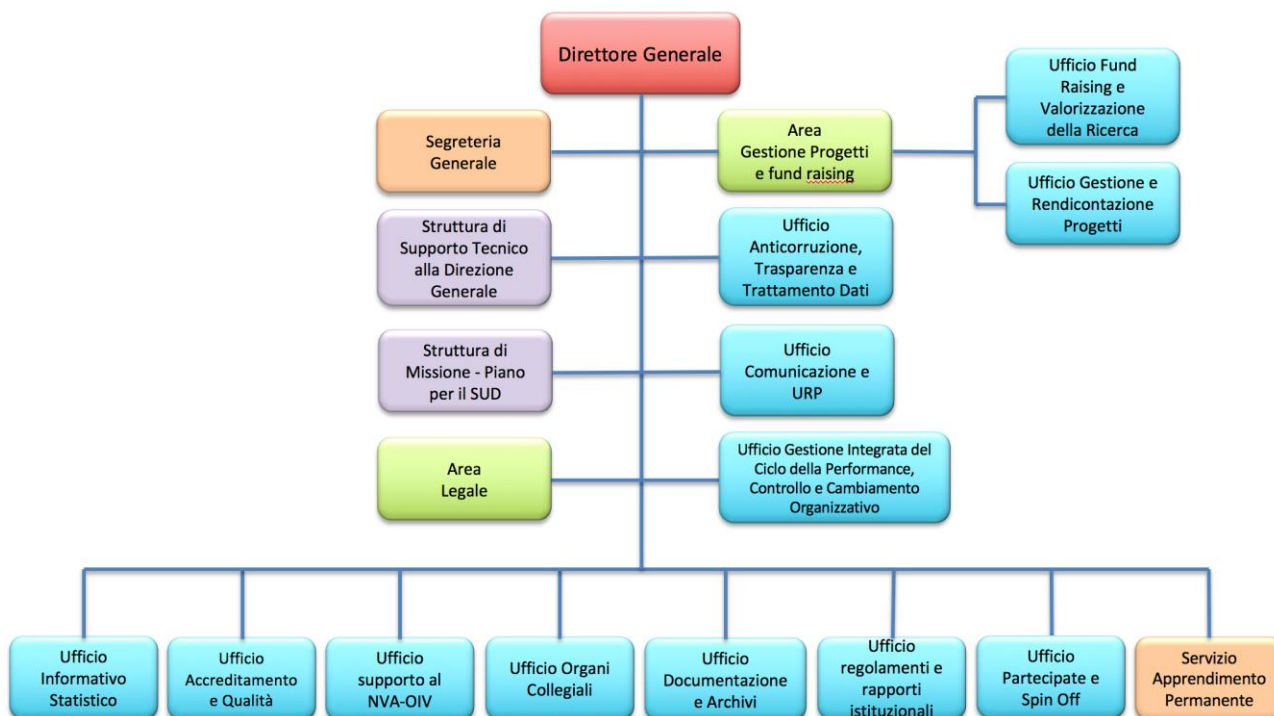 Direttore Generale
Ufficio Fund
Raising e
Valorizzazione
della Ricerca
Segreteria
Generale
Area
Gestione Progetti
e fund raising
Ufficio Gestione e
Rendicontazione
Progetti
Struttura di
Supporto Tecnico
alla Direzione
Generale
Ufficio
Anticorruzione,
Trasparenza e
Trattamento Dati
Struttura di
Missione - Piano
per il SUD
Ufficio
Comunicazione e
URP
Area
Legale
Ufficio Gestione Integrata del
Ciclo della Performance,
Controllo e Cambiamento
Organizzativo
Ufficio
Informativo
Statistico
Ufficio
Accreditamento
e Qualità
Ufficio
supporto al
NVA-OIV
Ufficio Organi
Collegiali
Ufficio
Documentazione
e Archivi
Ufficio
regolamenti e
rapporti
istituzionali
Ufficio
Partecipate e
Spin Off
Servizio
Apprendimento
Permanente